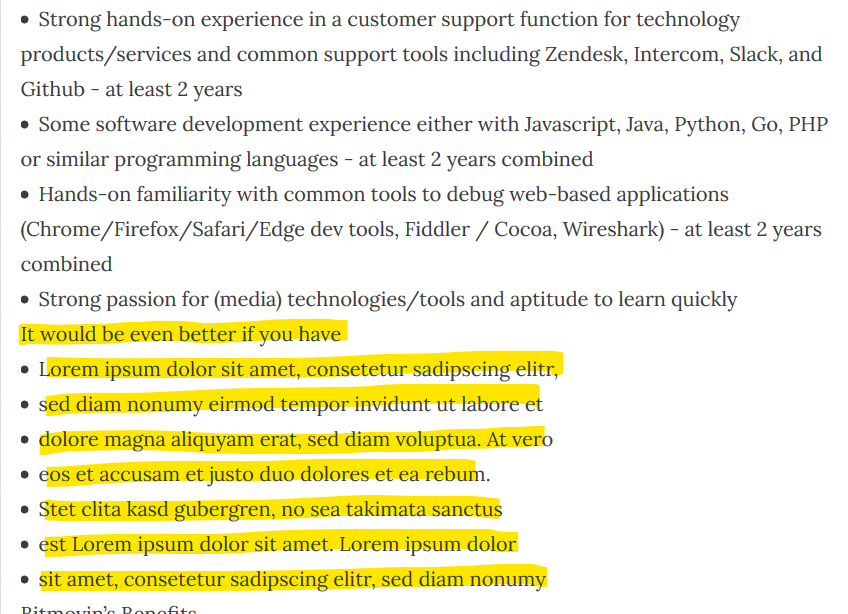 • Strong hands-on experience in a customer support function for technology
products/services and common support tools including Zendesk, Intercom, Slack, and
Github - at least 2 years
• Some software development experience either with Javascript, Java, Python, Go, PHP
or similar programming languages - at least 2 years combined
• Hands-on familiarity with common tools to debug web-based applications
(Chrome/Firefox/Safari/Edge dev tools, Fiddler / Cocoa, Wireshark) - at least 2 years
combined
• Strong passion for (media) technologies/tools and aptitude to learn quickly
It would be even better if you have
• Lorem ipsum dolor sit amet, consetetur sadipscing elitr,
• sed diam nonumy eirmod tempor invidunt ut labore et
• dolore magna aliquyam erat, sed diam voluptua. At vero
• eos et accusam et justo duo dolores et ea rebum.
• Stet clita kasd gubergren, no sea takimata sanctus
• est Lorem ipsum dolor sit amet. Lorem ipsum dolor
• sit amet, consetetur sadipscing elitr, sed diam nonumy
Bitmovin's Benefits